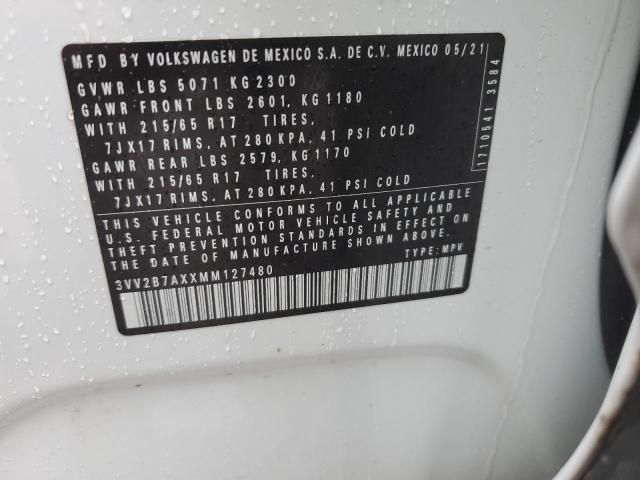 MFD BY VOLKSWAGEN DE MEXICO S.A. DE C.V. MEXICO 05/21
GVWR LBS 5071 KG 2300
GAWR FRONT LBS 2601, KG 1180
WITH 215/65 R17 TIRES,
7JX17 RIMS, AT 280 KPA, 41 PSi COLD
GAWR REAR LBS 2579, KG 1170
WITH 215/65 R17 TIRES,
7JX17 RIMS, AT 280 KPA, 41 PSI COLD
THIS VEHICLE CONFORMS TO ALL APPLICABLE
U.S. FEDERAL MOTOR VEHICLE SAFETY AND
THEFT PREVENTION STANDARDS IN EFFECT ON
THE DATE OF MANUFACTURE SHOWN ABOVE.
3VV2B7AXXMM127480 TYPE: MPV
1710541 3584